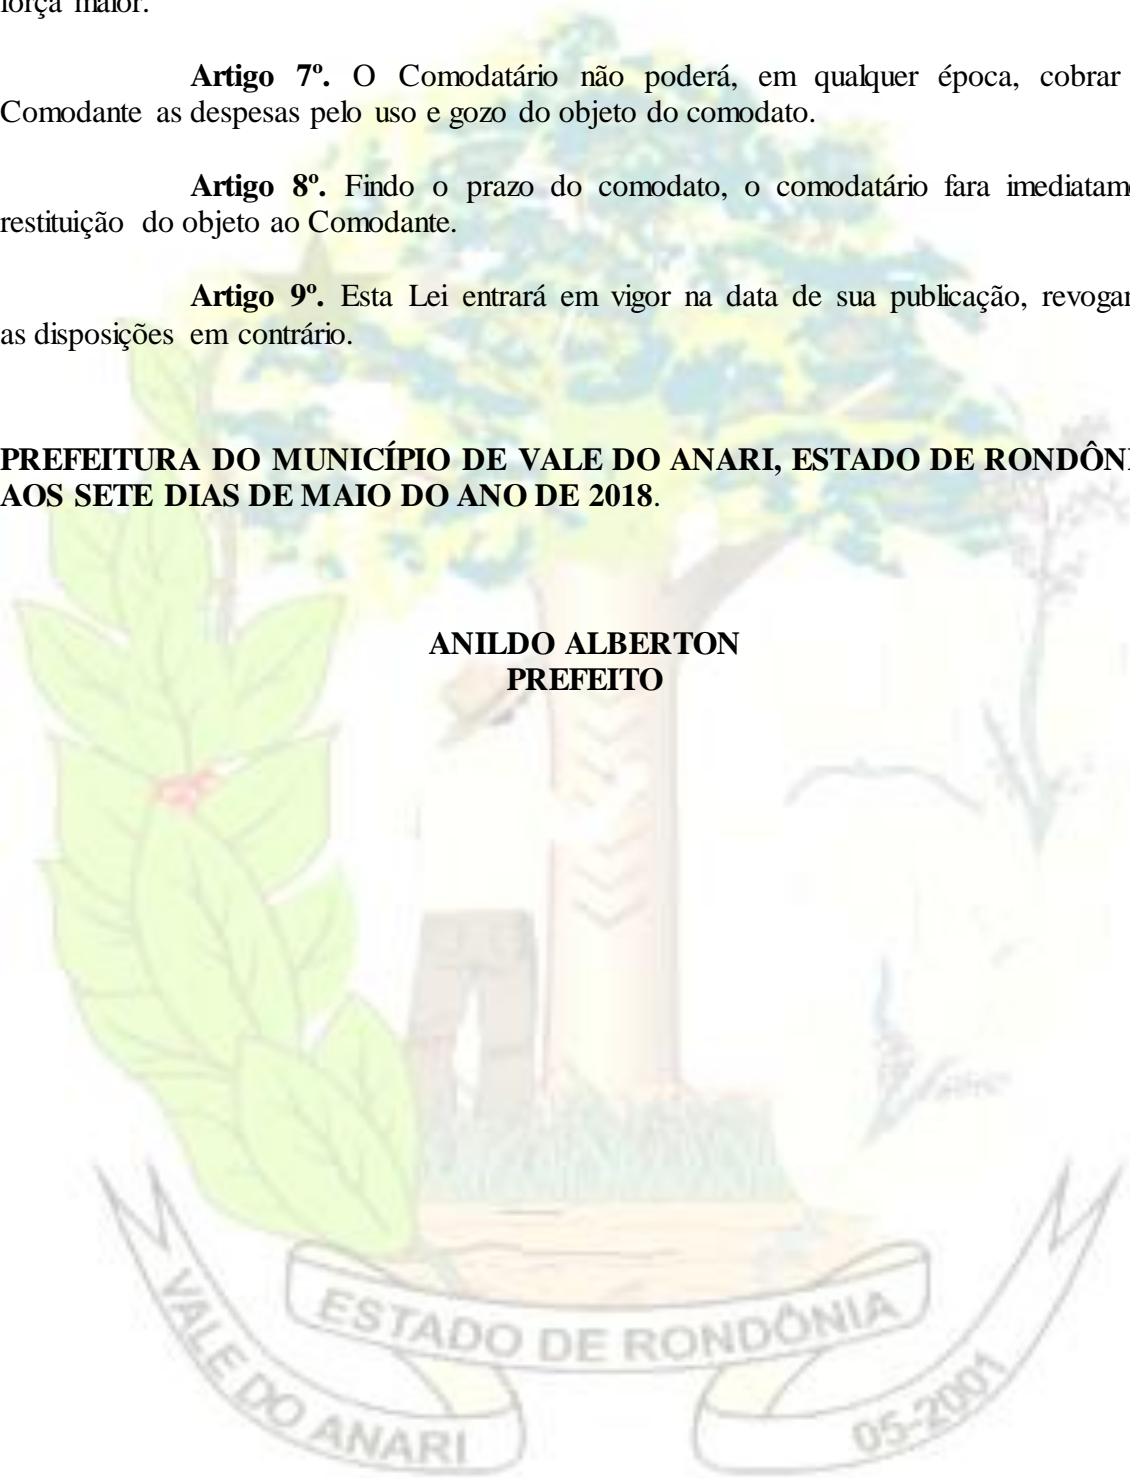 força maior.
Artigo 7º. O Comodatário não poderá, em qualquer época, cobrar
Comodante as despesas pelo uso e gozo do objeto do comodato.
Artigo 8º. Findo o prazo do comodato, o comodatário fara imediatam
restituição do objeto ao Comodante.
Artigo 9º. Esta Lei entrará em vigor na data de sua publicação, revogar
as disposições em contrário.
PREFEITURA DO MUNICÍPIO DE VALE DO ANARI, ESTADO DE RONDÔNI
AOS SETE DIAS DE MAIO DO ANO DE 2018.
ANILDO ALBERTON
PREFEITO
VALE DO ANARI
ESTADO DE RONDÔNIA
05-2001